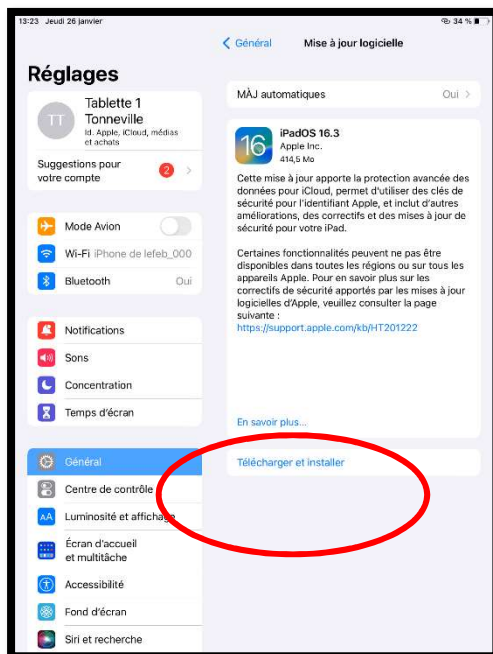 13:23 Jeudi 26 janvier
34 %
Général
Mise à jour logicielle
Réglages
TT
Tablette 1
Tonneville
Id. Apple, iCloud, médias
et achats
Suggestions pour
votre compte
2
Mode Avion
Wi-Fi iPhone de lefeb_000
Bluetooth Oui
Notifications
Sons
Concentration
Temps d'écran
Général
Centre de contrôle
AA
Luminosité et affichage
Écran d'accueil
et multitâche
Accessibilité
Fond d'écran
Siri et recherche
MÀJ automatiques Oui
16
iPadOS 16.3
Apple Inc.
414,5 Mo
Cette mise à jour apporte la protection avancée des
données pour iCloud, permet d'utiliser des clés de
sécurité pour l'identifiant Apple, et inclut d'autres
améliorations, des correctifs et des mises à jour de
sécurité pour votre iPad.
Certaines fonctionnalités peuvent ne pas être
disponibles dans toutes les régions ou sur tous les
appareils Apple. Pour en savoir plus sur les
correctifs de sécurité apportés par les mises à jour
logicielles d'Apple, veuillez consulter la page
suivante :
https://support.apple.com/kb/HT201222
En savoir plus...
Télécharger et installer